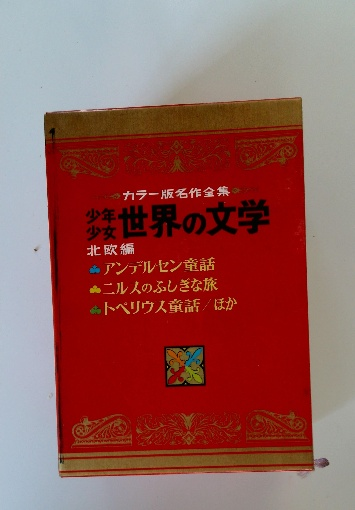 1
カラー版名作全集
少年少女世界の文学
北欧編
アンデルセン童話
ニルスのふしぎな旅
トペリウス童話/ほか